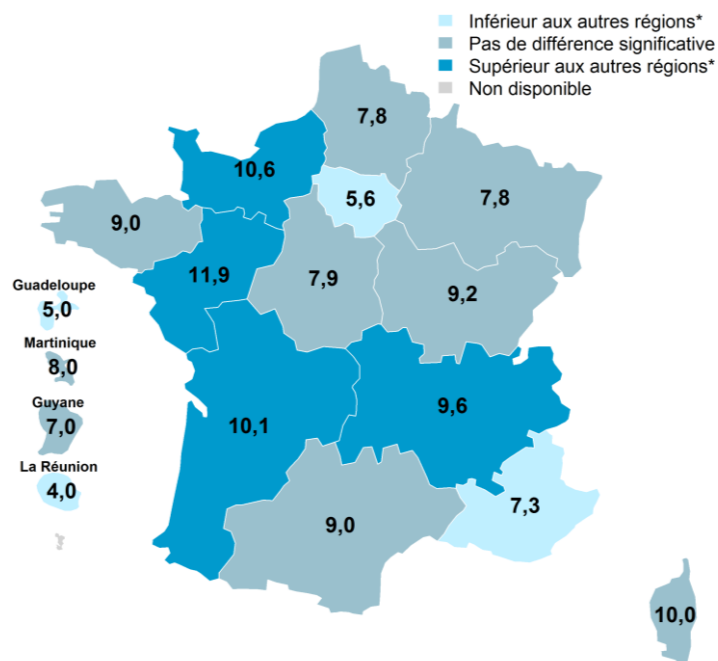 Inférieur aux autres régions*
Pas de différence significative
Supérieur aux autres régions*
Non disponible
7,8
10,6
5,6
7,8
9,0
11,9
7,9
9,2
Guadeloupe
5,0
Martinique
8,0
Guyane
7,0
La Réunion
4,0
10,1
9,6
9,0
7,3
10,0